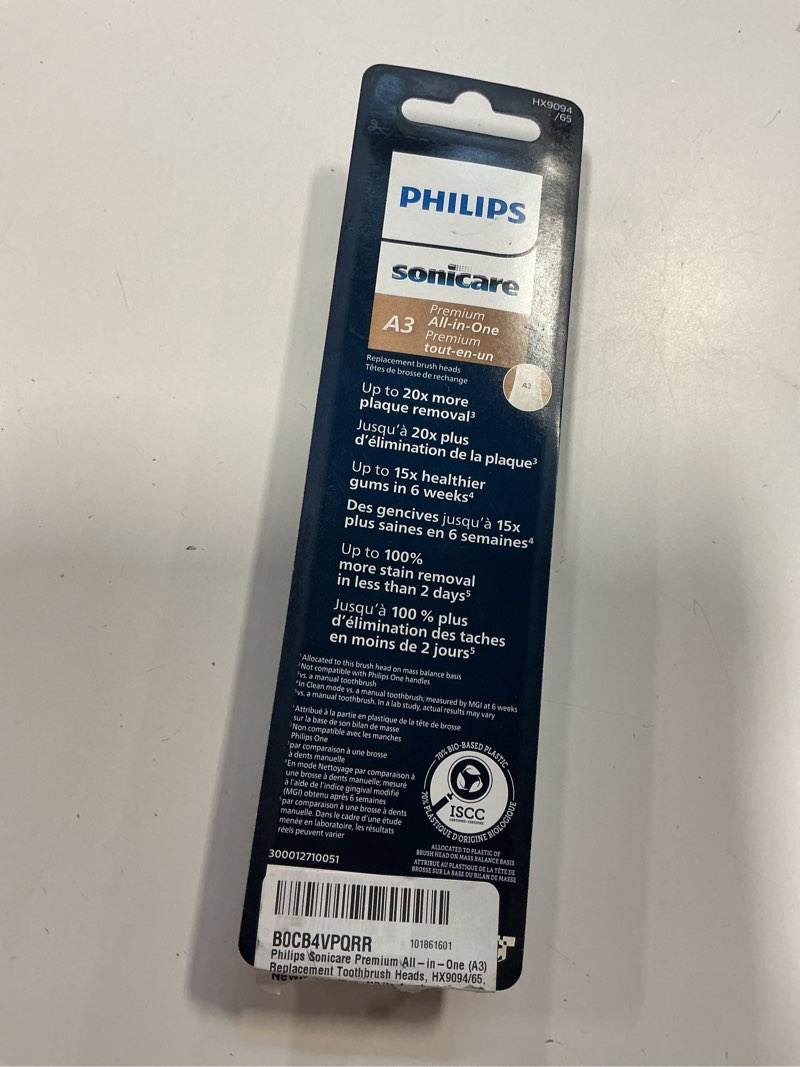 HX9094
/65
PHILIPS
sonicare
A3
Premium
All-in-One
Premium
tout-en-un
Replacement brush heads
Têtes de brosse de rechange
A3
Up to 20x more
plaque removal³
Jusqu'à 20x plus
d'élimination de la plaque³
Up to 15x healthier
gums in 6 weeks⁴
Des gencives jusqu'à 15x
plus saines en 6 semaines⁴
Up to 100%
more stain removal
in less than 2 days⁵
Jusqu'à 100 % plus
d'élimination des taches
en moins de 2 jours⁵
¹Allocated to this brush head on mass balance basis
²Not compatible with Philips One handles
³vs. a manual toothbrush
⁴In Clean mode vs. a manual toothbrush; measured by MGI at 6 weeks
⁵vs. a manual toothbrush. In a lab study, actual results may vary
¹Attribué à la partie en plastique de la tête de brosse
sur la base de son bilan de masse
²Non compatible avec les manches
Philips One
³par comparaison à une brosse
à dents manuelle
⁴En mode Nettoyage par comparaison à
une brosse à dents manuelle; mesuré
à l'aide de l'indice gingival modifié
(MGI) obtenu après 6 semaines
⁵par comparaison à une brosse à dents
manuelle. Dans le cadre d'une étude
menée en laboratoire, les résultats
réels peuvent varier
70% BIO-BASED PLASTIC
ISCC
70% PLASTIQUE D'ORIGINE BIOLOGIQUE
ALLOCATED TO PLASTIC OF
BRUSH HEAD ON MASS BALANCE BASIS
ATTRIBUÉ AU PLASTIQUE DE LA TÊTE DE
BROSSE SUR LA BASE DU BILAN DE MASSE
300012710051
B0CB4VPQRR
101861601
Philips Sonicare Premium All-in-One (A3)
Replacement Toothbrush Heads, HX9094/65,